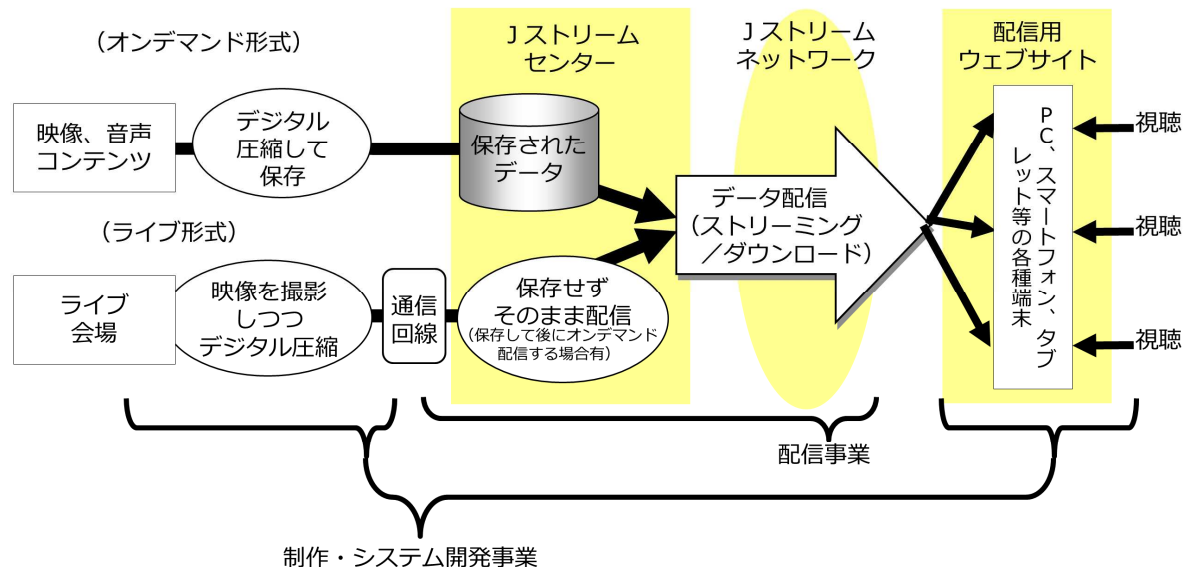 （オンデマンド形式）
Ｊストリーム
センター
Ｊストリーム
ネットワーク
配信用
ウェブサイト
映像、音声
コンテンツ
デジタル
圧縮して
保存
保存された
データ
データ配信
（ストリーミング
／ダウンロード）
PC、スマートフォン、タブ
レット等の各種端末
視聴
視聴
視聴
（ライブ形式）
ライブ
会場
映像を撮影
しつつ
デジタル圧縮
通信
回線
保存せず
そのまま配信
（保存して後にオンデマンド
配信する場合有）
配信事業
制作・システム開発事業